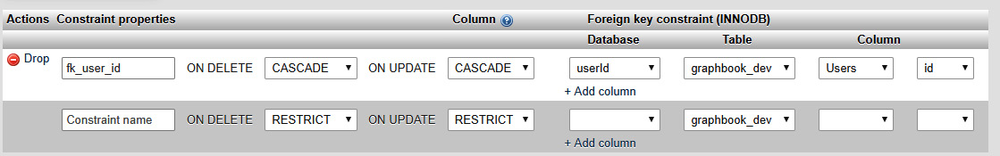 Actions Constraint properties Column Foreign key constraint (INNODB)
Database Table Column
Drop fk_user_id ON DELETE CASCADE ON UPDATE CASCADE userId graphbook_dev Users id
+ Add column
Constraint name ON DELETE RESTRICT ON UPDATE RESTRICT graphbook_dev
+ Add column